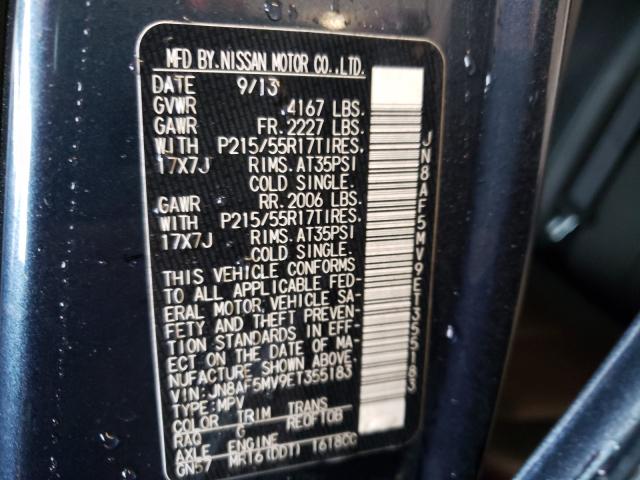 MFD BY.NISSAN MOTOR CO.,LTD.
DATE 9/13
GVWR 4167 LBS.
GAWR FR.2227 LBS.
WITH P215/55R17TIRES.
17X7J RIMS.AT35PSI
COLD SINGLE.
GAWR RR.2006 LBS.
WITH P215/55R17TIRES.
17X7J RIMS.AT35PSI
COLD SINGLE.
THIS VEHICLE CONFORMS
TO ALL APPLICABLE FED-
ERAL MOTOR VEHICLE SA-
FETY AND THEFT PREVEN-
TION STANDARDS IN EFF-
ECT ON THE DATE OF MA-
NUFACTURE SHOWN ABOVE.
VIN:JN8AF5MV9ET355183
TYPE:MPV
COLOR TRIM TRANS
RAQ G RE0F10B
AXLE ENGINE
GN57 MR16(DDT) 1618CC
JN8AF5MV9ET355183